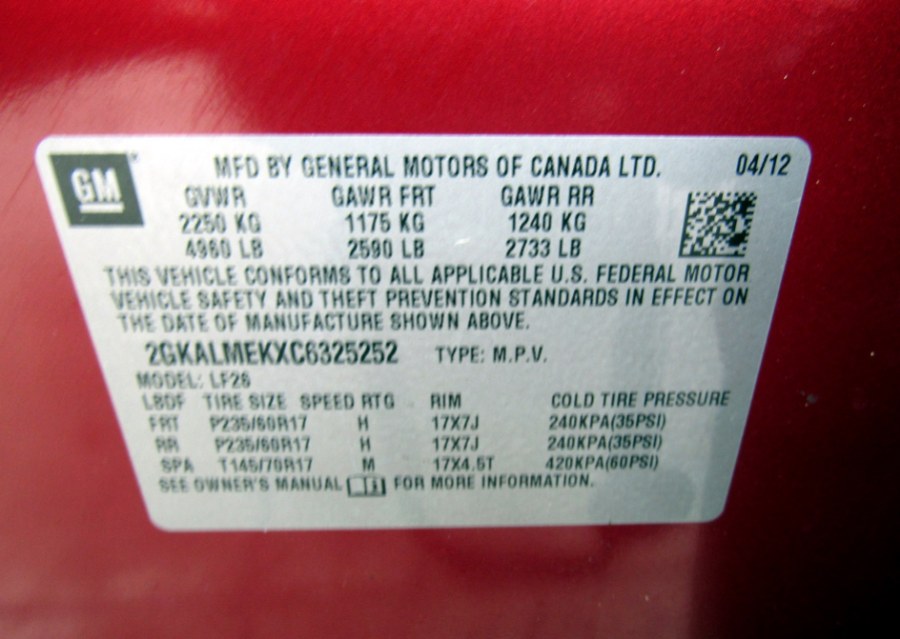 GM
MFD BY GENERAL MOTORS OF CANADA LTD. 04/12
GVWR GAWR FRT GAWR RR
2250 KG 1175 KG 1240 KG
4960 LB 2590 LB 2733 LB
THIS VEHICLE CONFORMS TO ALL APPLICABLE U.S. FEDERAL MOTOR
VEHICLE SAFETY AND THEFT PREVENTION STANDARDS IN EFFECT ON
THE DATE OF MANUFACTURE SHOWN ABOVE.
2GKALMEKXC6325252 TYPE: M.P.V.
MODEL: LF26
L8DF TIRE SIZE SPEED RTG RIM COLD TIRE PRESSURE
FRT P235/60R17 H 17X7J 240KPA(35PSI)
RR P235/60R17 H 17X7J 240KPA(35PSI)
SPA T145/70R17 M 17X4.5T 420KPA(60PSI)
SEE OWNER'S MANUAL FOR MORE INFORMATION.